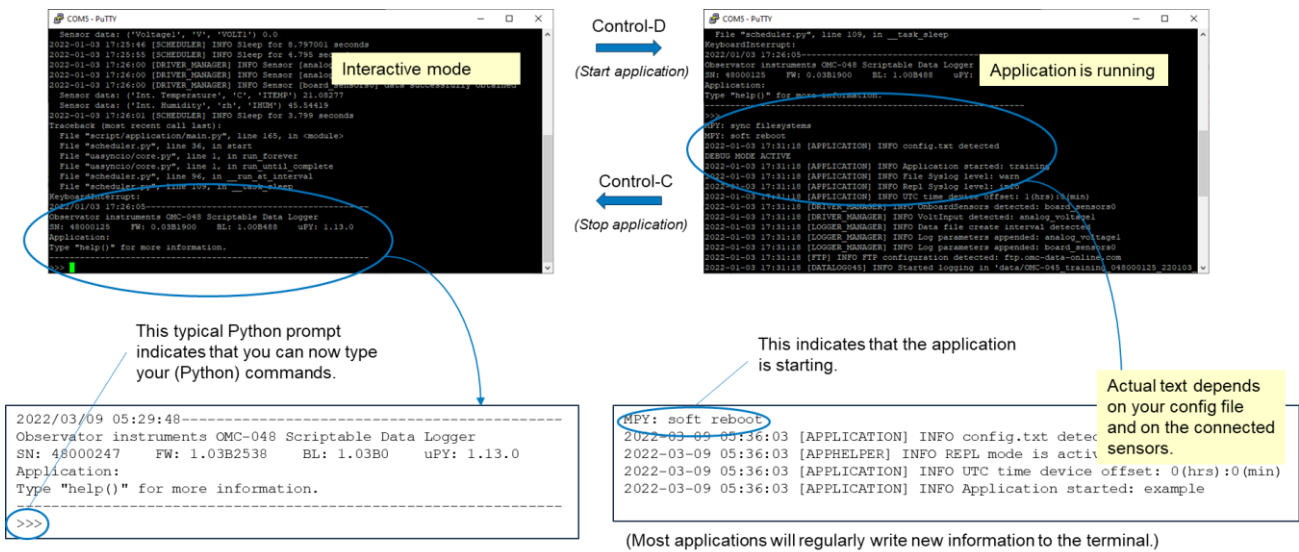 COM5 - PuTTY
Sensor data: ('Voltage1', 'V', 'VOLT1') 0.0
2022-01-03 17:25:46 [SCHEDULER] INFO Sleep for 8.797001 seconds
2022-01-03 17:25:55 [SCHEDULER] INFO Sleep for 4.795 sec
2022-01-03 17:26:00 [DRIVER_MANAGER] INFO Sensor [analog
2022-01-03 17:26:00 [DRIVER_MANAGER] INFO Sensor [analog
2022-01-03 17:26:00 [DRIVER_MANAGER] INFO Sensor [board_sensors0] data successfully obtained
Sensor data: ('Int. Temperature', 'C', 'ITEMP') 21.08277
Sensor data: ('Int. Humidity', 'rh', 'IHUM') 45.54419
2022-01-03 17:26:01 [SCHEDULER] INFO Sleep for 3.799 seconds
Traceback (most recent call last):
File "script/application/main.py", line 165, in <module>
File "scheduler.py", line 36, in start
File "uasyncio/core.py", line 1, in run_forever
File "uasyncio/core.py", line 1, in run_until_complete
File "scheduler.py", line 96, in __run_at_interval
File "scheduler.py", line 109, in __task_sleep
KeyboardInterrupt:
2022/01/03 17:26:05------------------------------------------
Observator instruments OMC-048 Scriptable Data Logger
SN: 48000125 FW: 0.03B1900 BL: 1.00B488 uPY: 1.13.0
Application:
Type "help()" for more information.
-------------------------------------------------------------
>>>
Interactive mode
Control-D
(Start application)
Control-C
(Stop application)
COM5 - PuTTY
File "scheduler.py", line 109, in __task_sleep
KeyboardInterrupt:
2022/01/03 17:26:05------------------------------------------
Observator instruments OMC-048 Scriptable Data Logger
SN: 48000125 FW: 0.03B1900 BL: 1.00B488 uPY:
Application:
Type "help()" for more information.
-------------------------------------------------------------
>>>
MPY: sync filesystems
MPY: soft reboot
2022-01-03 17:31:18 [APPLICATION] INFO config.txt detected
DEBUG MODE ACTIVE
2022-01-03 17:31:18 [APPLICATION] INFO Application started: training
2022-01-03 17:31:18 [APPLICATION] INFO File Syslog level: warn
2022-01-03 17:31:18 [APPLICATION] INFO Repl Syslog level: info
2022-01-03 17:31:18 [APPLICATION] INFO UTC time device offset: 1(hrs):0(min)
2022-01-03 17:31:18 [DRIVER_MANAGER] INFO OnboardSensors detected: board_sensors0
2022-01-03 17:31:18 [DRIVER_MANAGER] INFO VoltInput detected: analog_voltage1
2022-01-03 17:31:18 [LOGGER_MANAGER] INFO Data file create interval detected
2022-01-03 17:31:18 [LOGGER_MANAGER] INFO Log parameters appended: analog_voltage1
2022-01-03 17:31:18 [LOGGER_MANAGER] INFO Log parameters appended: board_sensors0
2022-01-03 17:31:18 [FTP] INFO FTP configuration detected: ftp.omc-data-online.com
2022-01-03 17:31:18 [DATALOG045] INFO Started logging in 'data/OMC-045_training_048000125_220103_
Application is running
This typical Python prompt
indicates that you can now type
your (Python) commands.
2022/03/09 05:29:48-----------------------------------
Observator instruments OMC-048 Scriptable Data Logger
SN: 48000247 FW: 1.03B2538 BL: 1.03B0 uPY: 1.13.0
Application:
Type "help()" for more information.
------------------------------------------------------
>>>
This indicates that the application
is starting.
Actual text depends
on your config file
and on the connected
sensors.
MPY: soft reboot
2022-03-09 05:36:03 [APPLICATION] INFO config.txt detec
2022-03-09 05:36:03 [APPHELPER] INFO REPL mode is activ
2022-03-09 05:36:03 [APPLICATION] INFO UTC time device offset: 0(hrs):0(min)
2022-03-09 05:36:03 [APPLICATION] INFO Application started: example
(Most applications will regularly write new information to the terminal.)